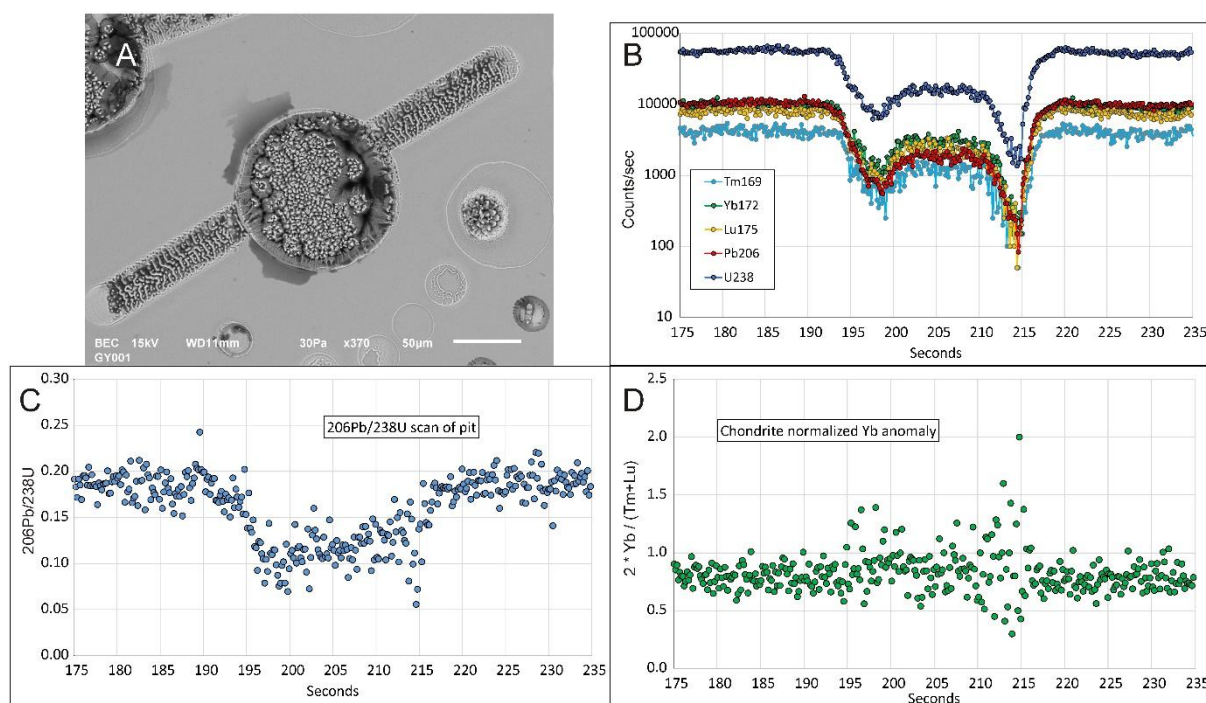 A
BEC 15kV WD11mm 30Pa x370 50µm
GY001
B
Counts/sec
100000
10000
1000
100
10
Tm169
Yb172
Lu175
Pb206
U238
175 180 185 190 195 200 205 210 215 220 225 230 235
Seconds
C
206Pb/238U scan of pit
206Pb/238U
0.30
0.25
0.20
0.15
0.10
0.05
0.00
175 180 185 190 195 200 205 210 215 220 225 230 235
Seconds
D
Chondrite normalized Yb anomaly
2 * Yb / (Tm+Lu)
2.5
2.0
1.5
1.0
0.5
0.0
175 180 185 190 195 200 205 210 215 220 225 230 235
Seconds